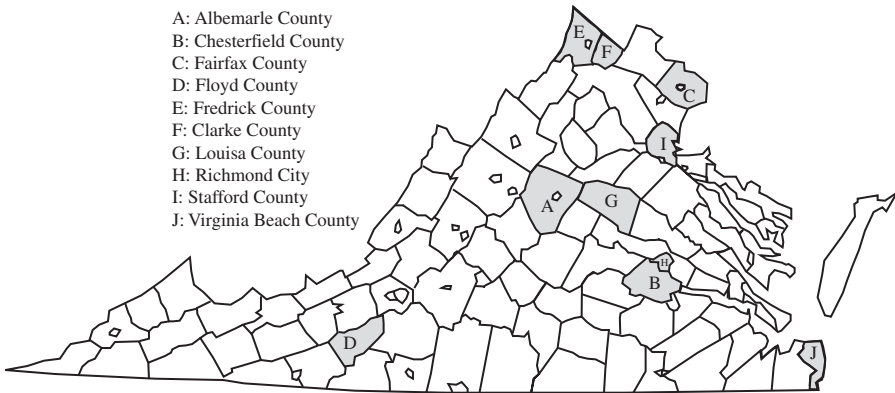 A: Albemarle County
B: Chesterfield County
C: Fairfax County
D: Floyd County
E: Fredrick County
F: Clarke County
G: Louisa County
H: Richmond City
I: Stafford County
J: Virginia Beach County
E
F
C
I
A
G
H
B
D
J